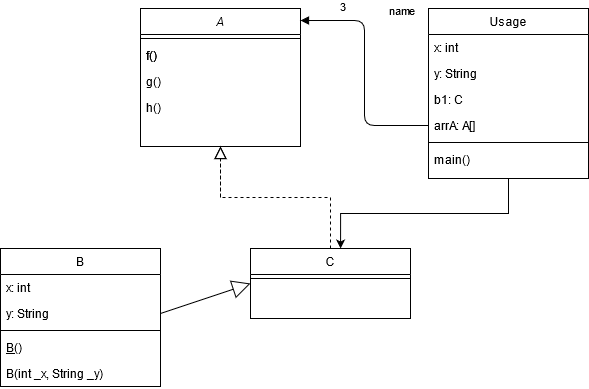 A
f()
g()
h()
3
name
Usage
x: int
y: String
b1: C
arrA: A[]
main()
B
x: int
y: String
B()
B(int _x, String _y)
C